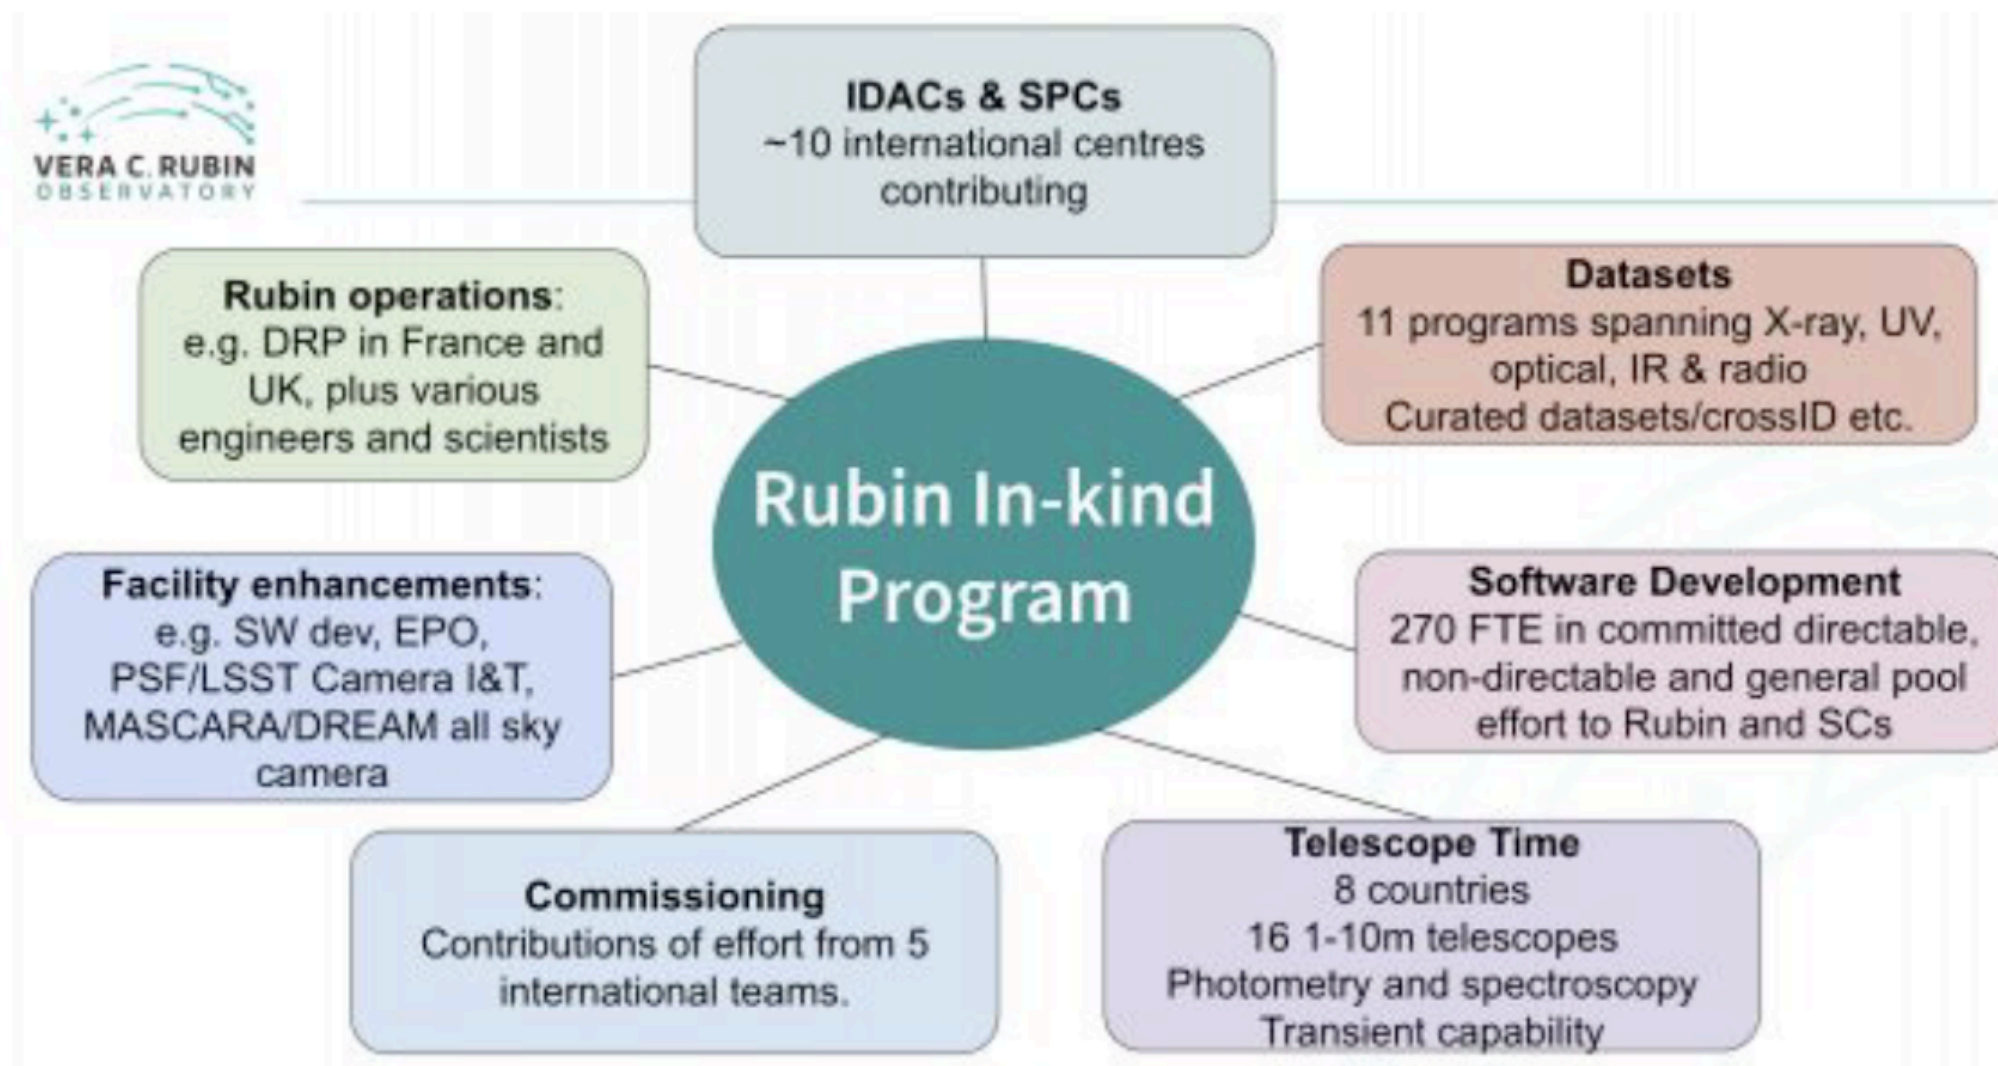 VERA C. RUBIN
OBSERVATORY
IDACs & SPCs
~10 international centres
contributing
Rubin operations:
e.g. DRP in France and
UK, plus various
engineers and scientists
Datasets
11 programs spanning X-ray, UV,
optical, IR & radio
Curated datasets/crossID etc.
Rubin In-kind
Program
Facility enhancements:
e.g. SW dev, EPO,
PSF/LSST Camera I&T,
MASCARA/DREAM all sky
camera
Software Development
270 FTE in committed directable,
non-directable and general pool
effort to Rubin and SCs
Commissioning
Contributions of effort from 5
international teams.
Telescope Time
8 countries
16 1-10m telescopes
Photometry and spectroscopy
Transient capability